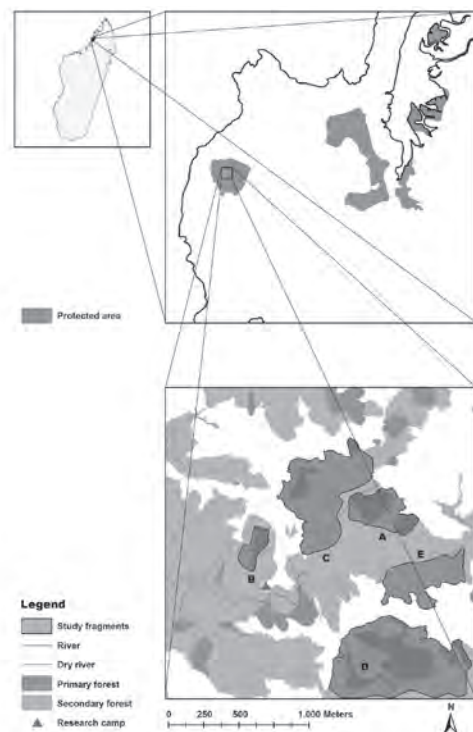 Protected area
A
E
B
C
D
Legend
Study fragments
River
Dry river
Primary forest
Secondary forest
Research camp
0 250 500 1,000 Meters
N